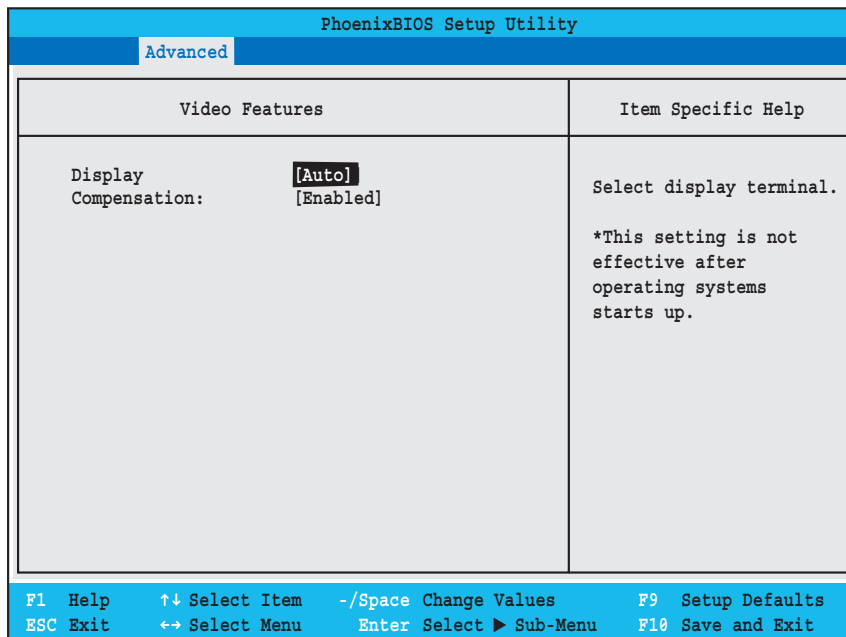 PhoenixBIOS Setup Utility
Advanced
Video Features
Item Specific Help
Display [Auto]
Compensation: [Enabled]
Select display terminal.
*This setting is not
effective after
operating systems
starts up.
F1 Help ↑↓ Select Item -/Space Change Values F9 Setup Defaults
ESC Exit ←→ Select Menu Enter Select ▶ Sub-Menu F10 Save and Exit